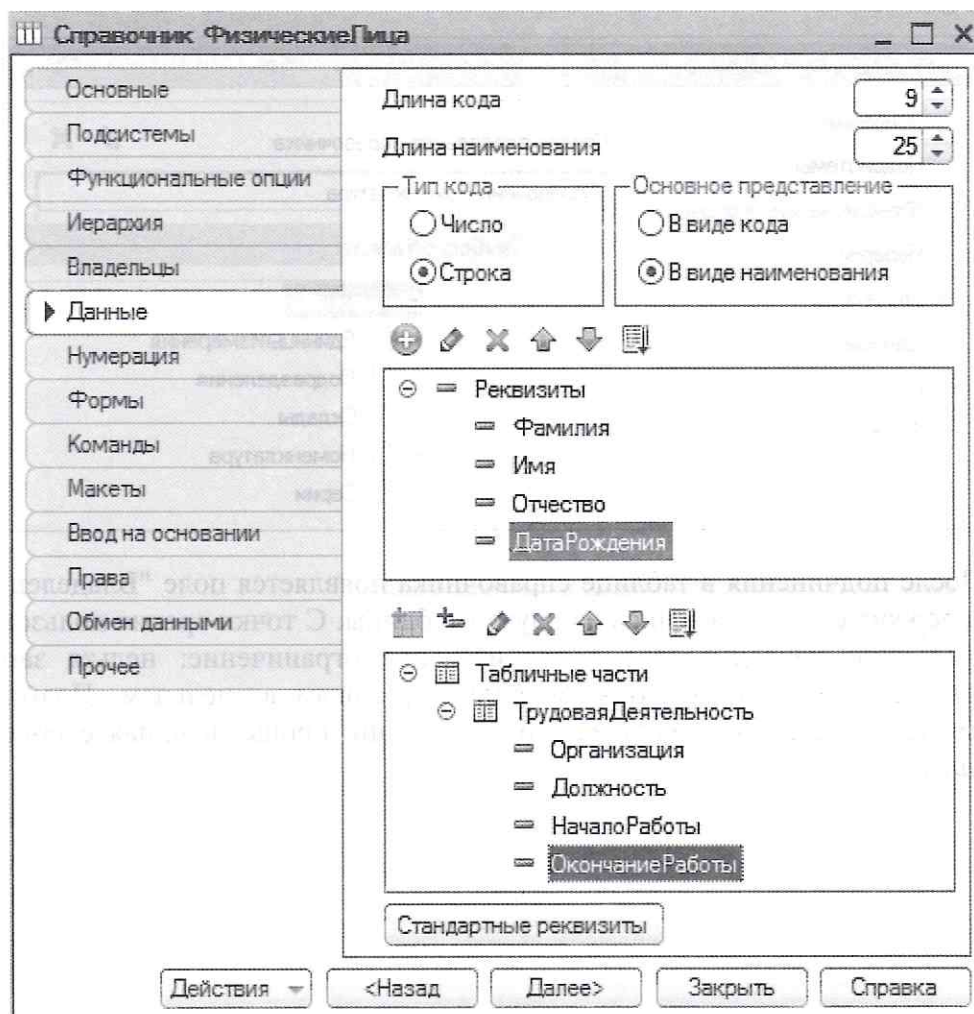 Справочник ФизическиеЛица
Основные
Подсистемы
Функциональные опции
Иерархия
Владельцы
Данные
Нумерация
Формы
Команды
Макеты
Ввод на основании
Права
Обмен данными
Прочее
Длина кода 9
Длина наименования 25
Тип кода
Число
Строка
Основное представление
В виде кода
В виде наименования
Реквизиты
Фамилия
Имя
Отчество
ДатаРождения
Табличные части
ТрудоваяДеятельность
Организация
Должность
НачалоРаботы
ОкончаниеРаботы
Стандартные реквизиты
Действия
<Назад
Далее>
Закрыть
Справка